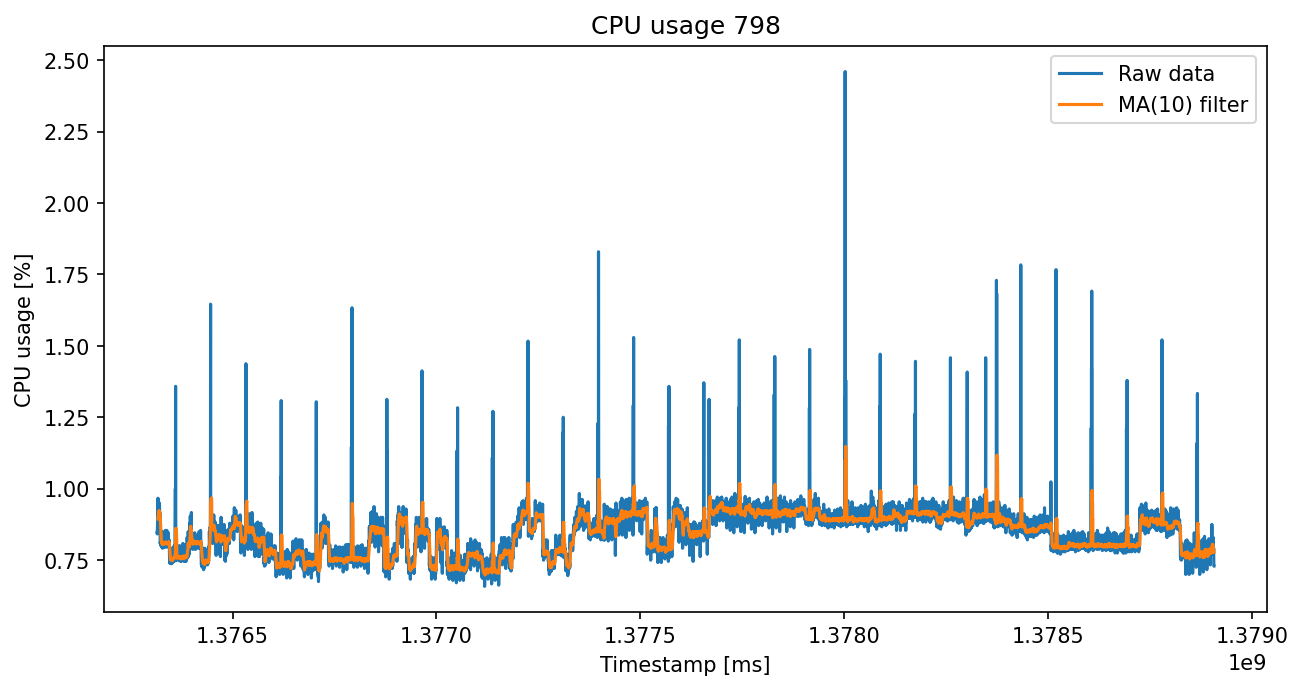 CPU usage 798
2.50
2.25
2.00
1.75
1.50
1.25
1.00
0.75
CPU usage [%]
Raw data
MA(10) filter
1.3765 1.3770 1.3775 1.3780 1.3785 1.3790
1e9
Timestamp [ms]